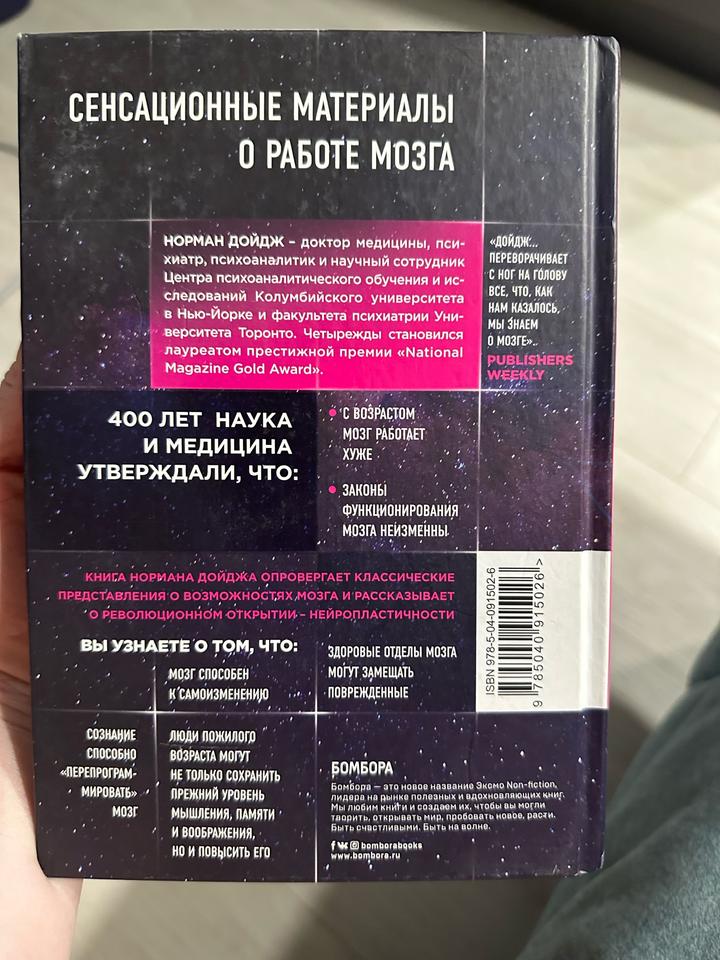 СЕНСАЦИОННЫЕ МАТЕРИАЛЫ
О РАБОТЕ МОЗГА
НОРМАН ДОЙДЖ – доктор медицины, пси-
хиатр, психоаналитик и научный сотрудник
Центра психоаналитического обучения и ис-
следований Колумбийского университета
в Нью-Йорке и факультета психиатрии Уни-
верситета Торонто. Четырежды становился
лауреатом престижной премии «National
Magazine Gold Award».
«ДОЙДЖ...
ПЕРЕВОРАЧИВАЕТ
С НОГ НА ГОЛОВУ
ВСЕ, ЧТО, КАК
НАМ КАЗАЛОСЬ,
МЫ ЗНАЕМ
О МОЗГЕ»..
PUBLISHERS
WEEKLY
400 ЛЕТ НАУКА
И МЕДИЦИНА
УТВЕРЖДАЛИ, ЧТО:
• С ВОЗРАСТОМ
МОЗГ РАБОТАЕТ
ХУЖЕ
• ЗАКОНЫ
ФУНКЦИОНИРОВАНИЯ
МОЗГА НЕИЗМЕННЫ
КНИГА НОРМАНА ДОЙДЖА ОПРОВЕРГАЕТ КЛАССИЧЕСКИЕ
ПРЕДСТАВЛЕНИЯ О ВОЗМОЖНОСТЯХ МОЗГА И РАССКАЗЫВАЕТ
О РЕВОЛЮЦИОННОМ ОТКРЫТИИ – НЕЙРОПЛАСТИЧНОСТИ
ВЫ УЗНАЕТЕ О ТОМ, ЧТО:
МОЗГ СПОСОБЕН
К САМОИЗМЕНЕНИЮ
ЗДОРОВЫЕ ОТДЕЛЫ МОЗГА
МОГУТ ЗАМЕЩАТЬ
ПОВРЕЖДЕННЫЕ
СОЗНАНИЕ
СПОСОБНО
«ПЕРЕПРОГРАМ-
МИРОВАТЬ»
МОЗГ
ЛЮДИ ПОЖИЛОГО
ВОЗРАСТА МОГУТ
НЕ ТОЛЬКО СОХРАНИТЬ
ПРЕЖНИЙ УРОВЕНЬ
МЫШЛЕНИЯ, ПАМЯТИ
И ВООБРАЖЕНИЯ,
НО И ПОВЫСИТЬ ЕГО
ISBN 978-5-04-091502-6
9 785040 915026 >
БОМБОРА
Бомбора — это новое название Эксмо Non-fiction,
лидера на рынке полезных и вдохновляющих книг.
Мы любим книги и создаем их, чтобы вы могли
творить, открывать мир, пробовать новое, расти.
Быть счастливыми. Быть на волне.
bomborabooks
www.bombora.ru